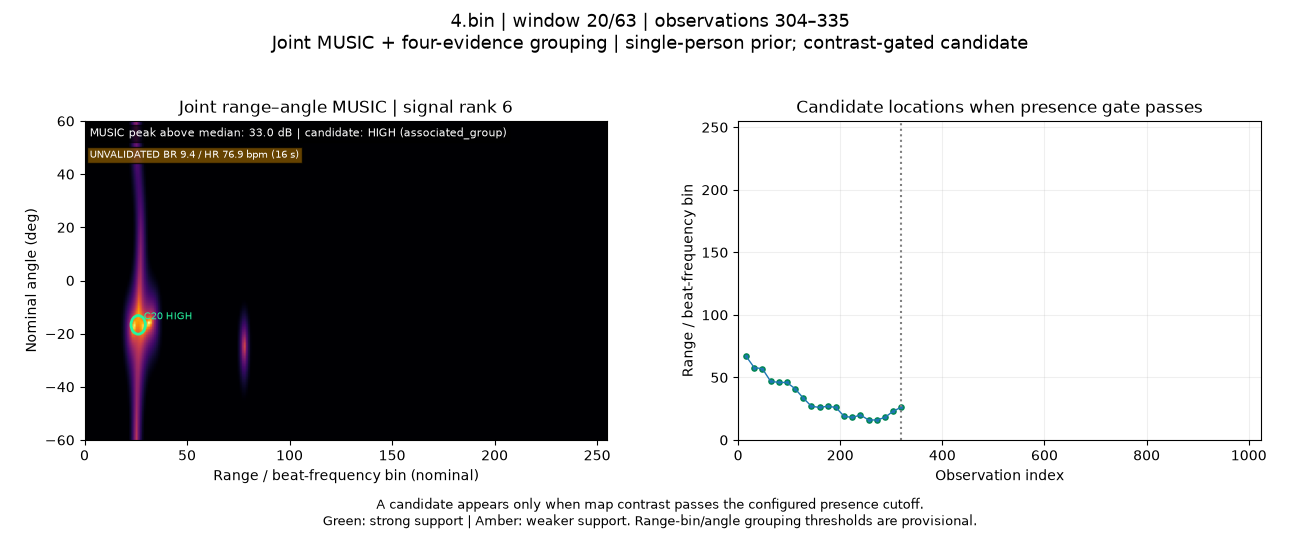 4.bin | window 20/63 | observations 304–335
Joint MUSIC + four-evidence grouping | single-person prior; contrast-gated candidate
Joint range–angle MUSIC | signal rank 6
MUSIC peak above median: 33.0 dB | candidate: HIGH (associated_group)
UNVALIDATED BR 9.4 / HR 76.9 bpm (16 s)
HIGH
60
40
20
0
−20
−40
−60
Nominal angle (deg)
0
50
100
150
200
250
Range / beat-frequency bin (nominal)
Candidate locations when presence gate passes
250
200
150
100
50
0
Range / beat-frequency bin
0
200
400
600
800
1000
Observation index
A candidate appears only when map contrast passes the configured presence cutoff.
Green: strong support | Amber: weaker support. Range-bin/angle grouping thresholds are provisional.